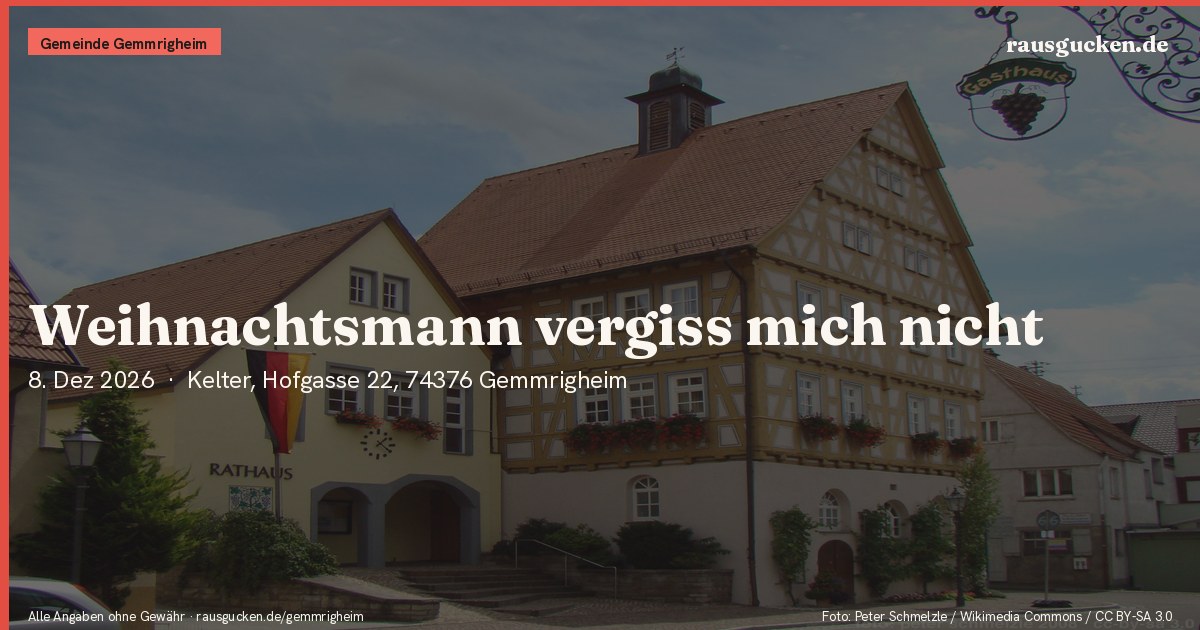 Gemeinde Gemmrigheim
rausgucken.de
Gasthaus
Weihnachtsmann vergiss mich nicht
8. Dez 2026 · Kelter, Hofgasse 22, 74376 Gemmrigheim
RATHAUS
Alle Angaben ohne Gewähr · rausgucken.de/gemmrigheim
Foto: Peter Schmelzle / Wikimedia Commons / CC BY-SA 3.0